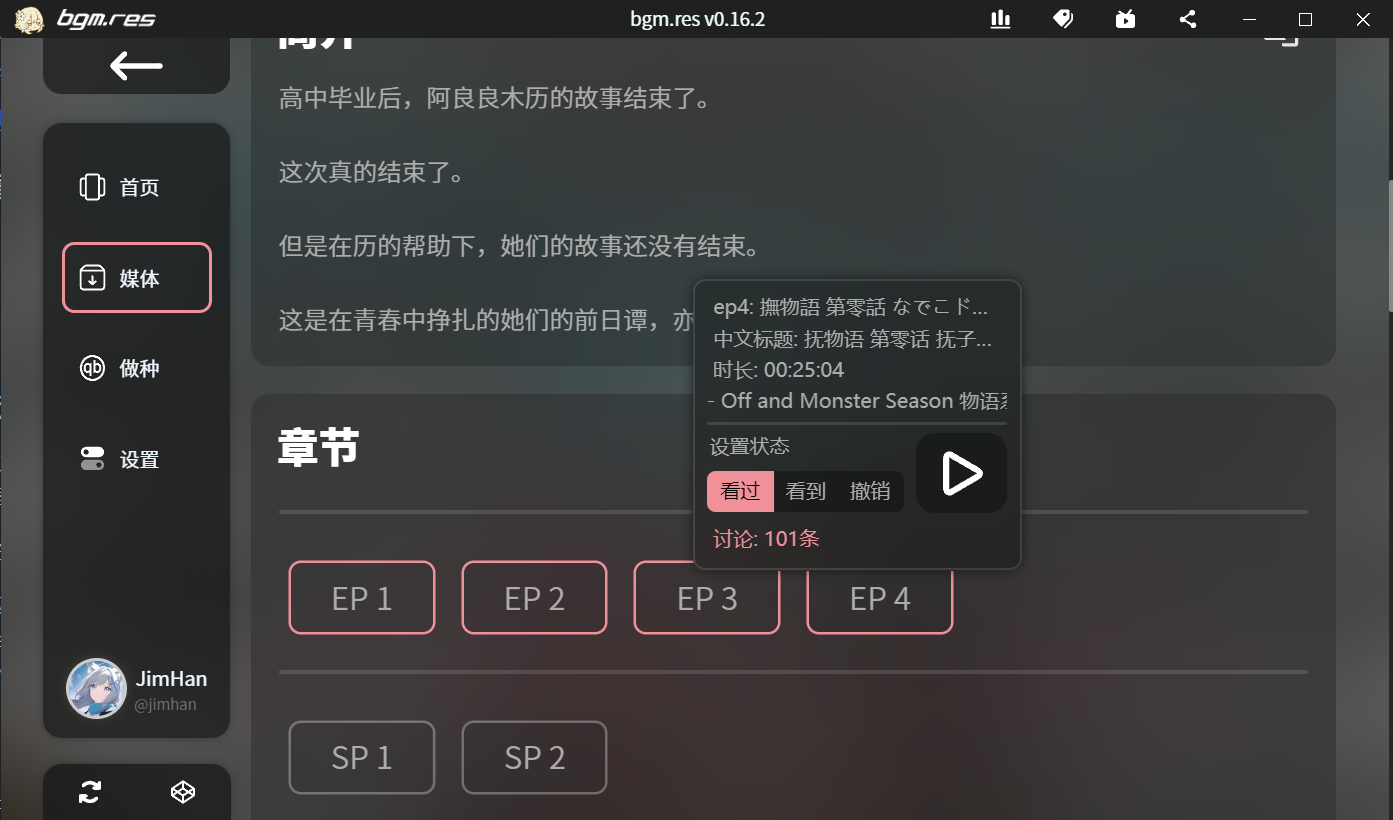 bgm.res
bgm.res v0.16.2
简介
高中毕业后，阿良良木历的故事结束了。
这次真的结束了。
但是在历的帮助下，她们的故事还没有结束。
这是在青春中挣扎的她们的前日谭，亦
首页
媒体
qb
做种
设置
JimHan
@jimhan
ep4: 撫物語 第零話 なでこド...
中文标题: 抚物语 第零话 抚子...
时长: 00:25:04
- Off and Monster Season 物语系
设置状态
看过 看到 撤销
讨论: 101条
章节
EP 1 EP 2 EP 3 EP 4
SP 1 SP 2